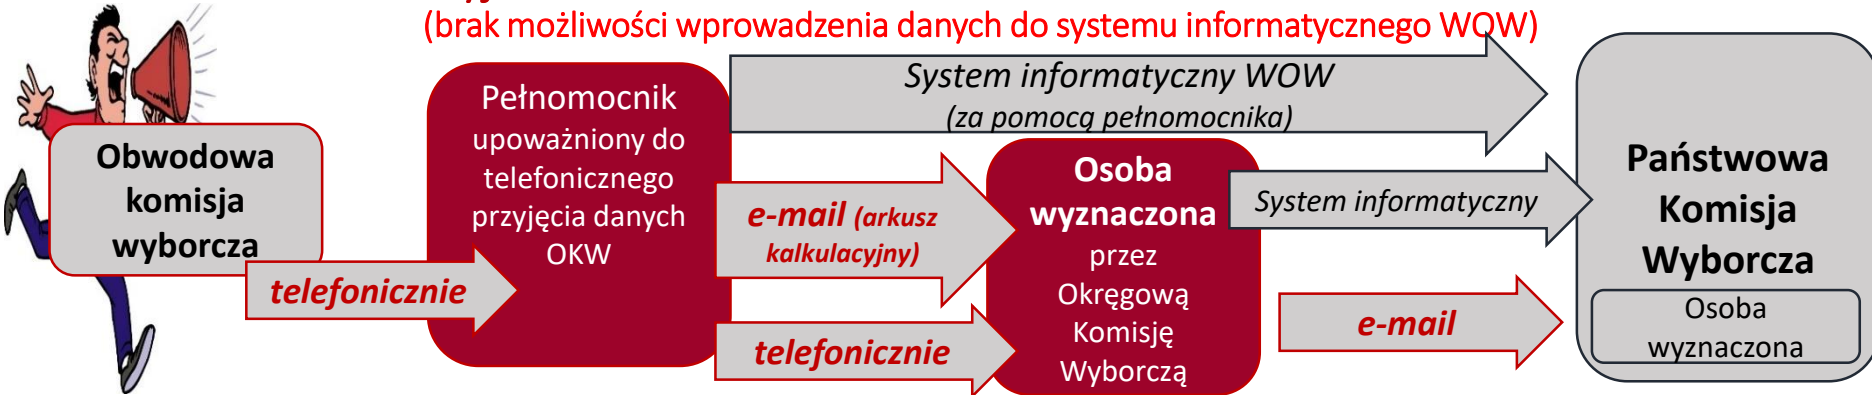 (brak możliwości wprowadzenia danych do systemu informatycznego WOW)
Obwodowa
komisja
wyborcza
telefonicznie
Pełnomocnik
upoważniony do
telefonicznego
przyjęcia danych
OKW
System informatyczny WOW
(za pomocą pełnomocnika)
e-mail (arkusz
kalkulacyjny)
telefonicznie
Osoba
wyznaczona
przez
Okręgową
Komisję
Wyborczą
System informatyczny
e-mail
Państwowa
Komisja
Wyborcza
Osoba
wyznaczona